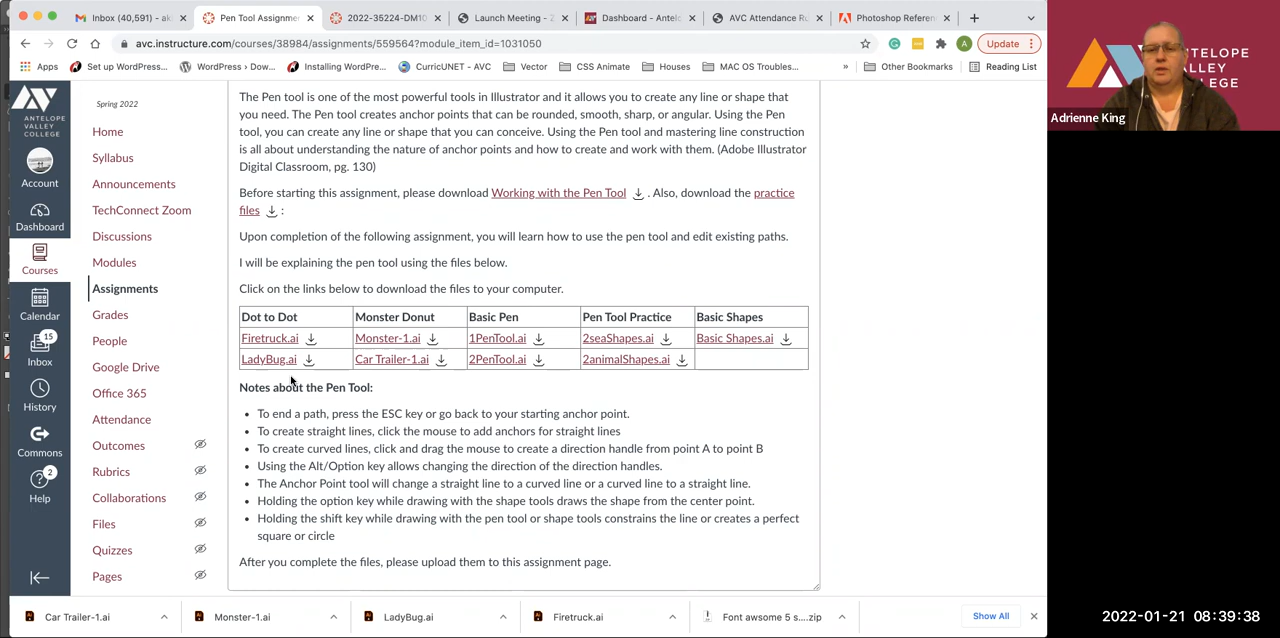 Inbox (40,591) - ak
Pen Tool Assignme
2022-35224-DM10
Launch Meeting - Z
Dashboard - Antelo
AVC Attendance Ro
Photoshop Referen
avc.instructure.com/courses/38984/assignments/559564?module_item_id=1031050
Update
Apps
Set up WordPress...
WordPress › Dow...
Installing WordPre...
CurricUNET - AVC
Vector
CSS Animate
Houses
MAC OS Troubles...
»
Other Bookmarks
Reading List
ANTELOPE
VALLEY
COLLEGE
Account
Dashboard
Courses
Calendar
15
Inbox
History
Commons
2
Help
Spring 2022
Home
Syllabus
Announcements
TechConnect Zoom
Discussions
Modules
Assignments
Grades
People
Google Drive
Office 365
Attendance
Outcomes
Rubrics
Collaborations
Files
Quizzes
Pages
The Pen tool is one of the most powerful tools in Illustrator and it allows you to create any line or shape that
you need. The Pen tool creates anchor points that can be rounded, smooth, sharp, or angular. Using the Pen
tool, you can create any line or shape that you can conceive. Using the Pen tool and mastering line construction
is all about understanding the nature of anchor points and how to create and work with them. (Adobe Illustrator
Digital Classroom, pg. 130)
Before starting this assignment, please download Working with the Pen Tool . Also, download the practice
files :
Upon completion of the following assignment, you will learn how to use the pen tool and edit existing paths.
I will be explaining the pen tool using the files below.
Click on the links below to download the files to your computer.
Dot to Dot Monster Donut Basic Pen Pen Tool Practice Basic Shapes
Firetruck.ai Monster-1.ai 1PenTool.ai 2seaShapes.ai Basic Shapes.ai
LadyBug.ai Car Trailer-1.ai 2PenTool.ai 2animalShapes.ai
Notes about the Pen Tool:
• To end a path, press the ESC key or go back to your starting anchor point.
• To create straight lines, click the mouse to add anchors for straight lines
• To create curved lines, click and drag the mouse to create a direction handle from point A to point B
• Using the Alt/Option key allows changing the direction of the direction handles.
• The Anchor Point tool will change a straight line to a curved line or a curved line to a straight line.
• Holding the option key while drawing with the shape tools draws the shape from the center point.
• Holding the shift key while drawing with the pen tool or shape tools constrains the line or creates a perfect
square or circle
After you complete the files, please upload them to this assignment page.
Car Trailer-1.ai
Monster-1.ai
LadyBug.ai
Firetruck.ai
Font awsome 5 s....zip
Show All
ANTELOPE
VALLEY
COLLEGE
Adrienne King
2022-01-21 08:39:38